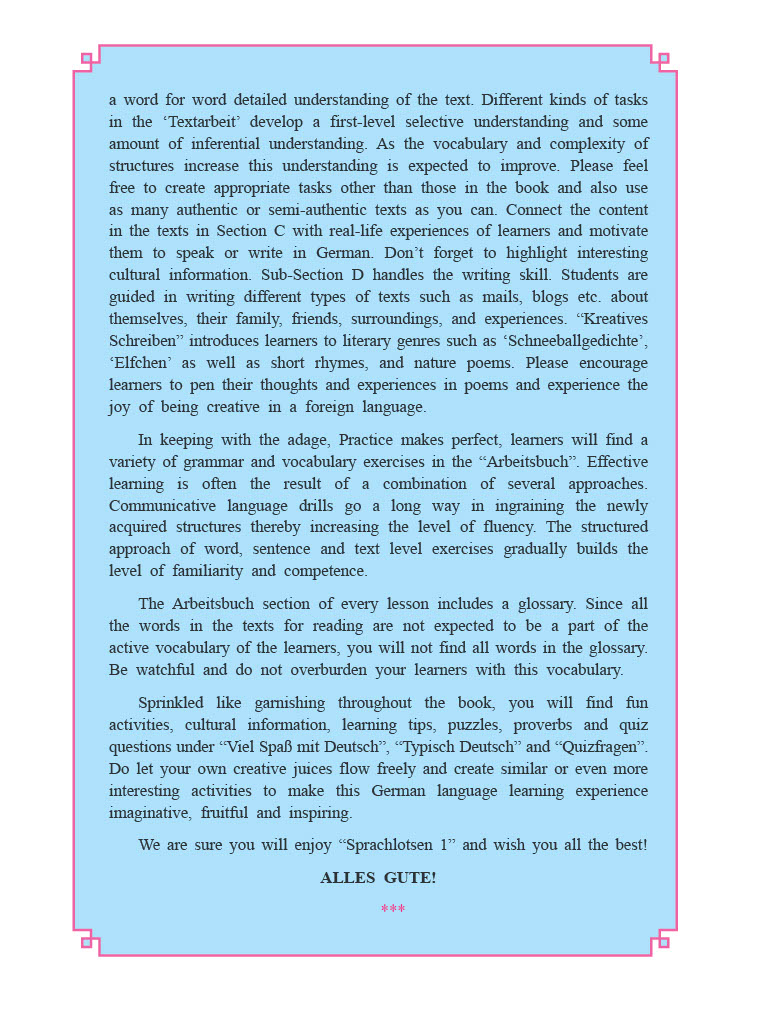 a word for word detailed understanding of the text. Different kinds of tasks
in the ‘Textarbeit’ develop a first-level selective understanding and some
amount of inferential understanding. As the vocabulary and complexity of
structures increase this understanding is expected to improve. Please feel
free to create appropriate tasks other than those in the book and also use
as many authentic or semi-authentic texts as you can. Connect the content
in the texts in Section C with real-life experiences of learners and motivate
them to speak or write in German. Don’t forget to highlight interesting
cultural information. Sub-Section D handles the writing skill. Students are
guided in writing different types of texts such as mails, blogs etc. about
themselves, their family, friends, surroundings, and experiences. “Kreatives
Schreiben” introduces learners to literary genres such as ‘Schneeballgedichte’,
‘Elfchen’ as well as short rhymes, and nature poems. Please encourage
learners to pen their thoughts and experiences in poems and experience the
joy of being creative in a foreign language.
In keeping with the adage, Practice makes perfect, learners will find a
variety of grammar and vocabulary exercises in the “Arbeitsbuch”. Effective
learning is often the result of a combination of several approaches.
Communicative language drills go a long way in ingraining the newly
acquired structures thereby increasing the level of fluency. The structured
approach of word, sentence and text level exercises gradually builds the
level of familiarity and competence.
The Arbeitsbuch section of every lesson includes a glossary. Since all
the words in the texts for reading are not expected to be a part of the
active vocabulary of the learners, you will not find all words in the glossary.
Be watchful and do not overburden your learners with this vocabulary.
Sprinkled like garnishing throughout the book, you will find fun
activities, cultural information, learning tips, puzzles, proverbs and quiz
questions under “Viel Spaß mit Deutsch”, “Typisch Deutsch” and “Quizfragen”.
Do let your own creative juices flow freely and create similar or even more
interesting activities to make this German language learning experience
imaginative, fruitful and inspiring.
We are sure you will enjoy “Sprachlotsen 1” and wish you all the best!
ALLES GUTE!
***